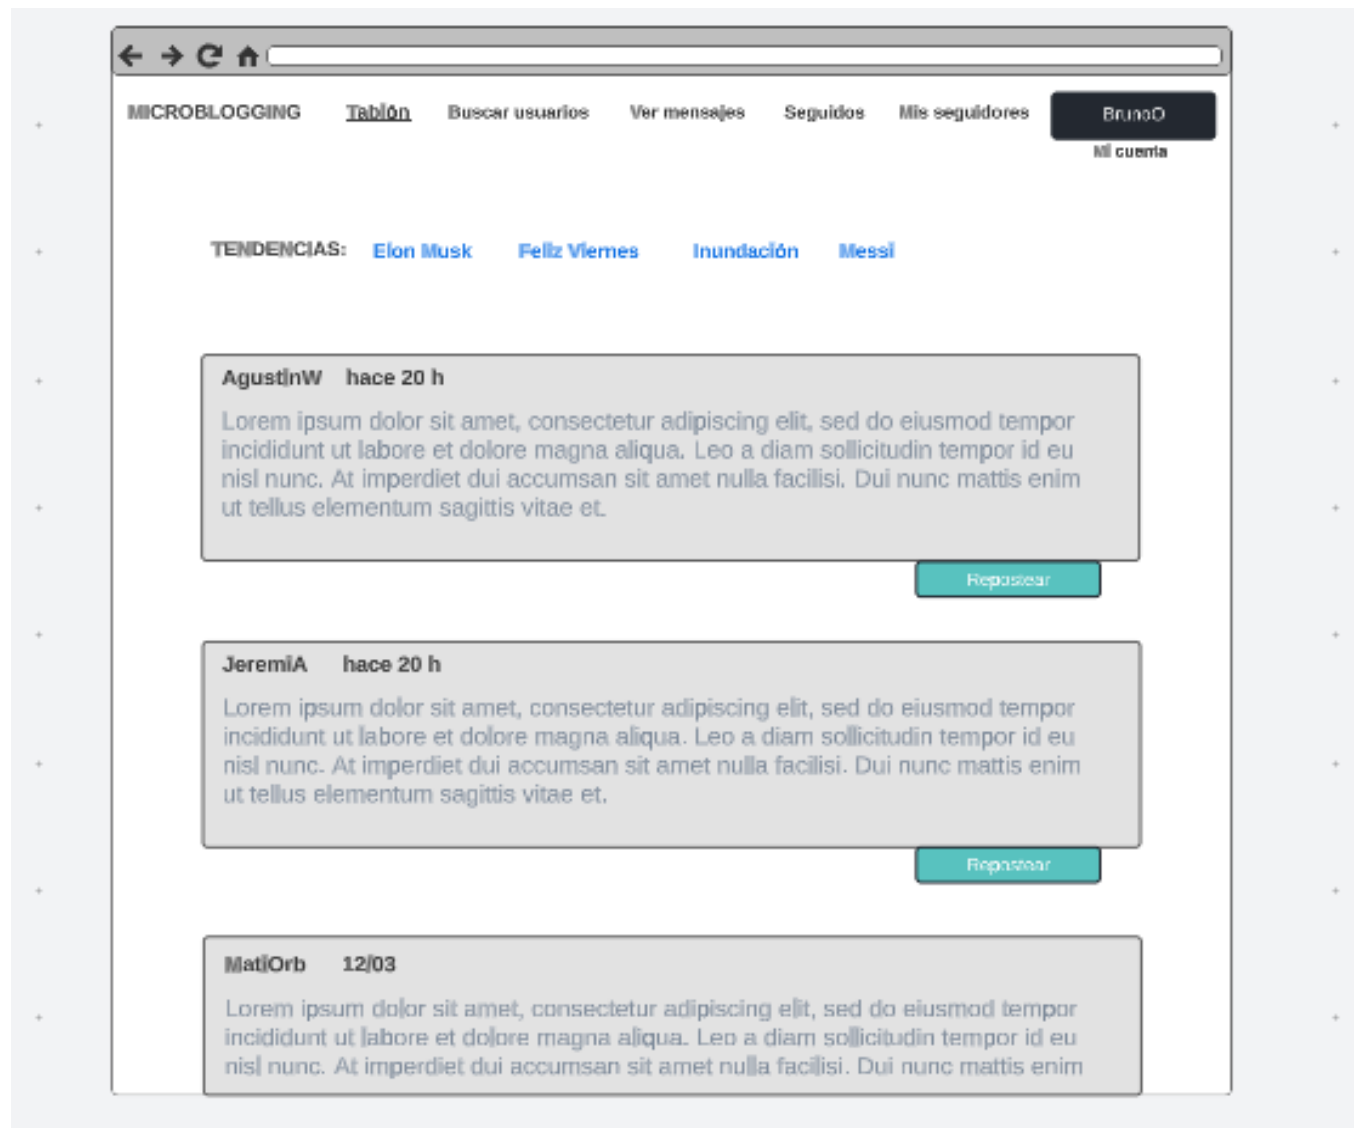 MICROBLOGGING Tablón Buscar usuarios Ver mensajes Seguidos Mis seguidores BrunoO
Mi cuenta
TENDENCIAS: Elon Musk Feliz Viernes Inundación Messi
AgustinW hace 20 h
Lorem ipsum dolor sit amet, consectetur adipiscing elit, sed do eiusmod tempor
incididunt ut labore et dolore magna aliqua. Leo a diam sollicitudin tempor id eu
nisl nunc. At imperdiet dui accumsan sit amet nulla facilisi. Dui nunc mattis enim
ut tellus elementum sagittis vitae et.
Repostear
JeremiA hace 20 h
Lorem ipsum dolor sit amet, consectetur adipiscing elit, sed do eiusmod tempor
incididunt ut labore et dolore magna aliqua. Leo a diam sollicitudin tempor id eu
nisl nunc. At imperdiet dui accumsan sit amet nulla facilisi. Dui nunc mattis enim
ut tellus elementum sagittis vitae et.
Repostear
MatiOrb 12/03
Lorem ipsum dolor sit amet, consectetur adipiscing elit, sed do eiusmod tempor
incididunt ut labore et dolore magna aliqua. Leo a diam sollicitudin tempor id eu
nisl nunc. At imperdiet dui accumsan sit amet nulla facilisi. Dui nunc mattis enim